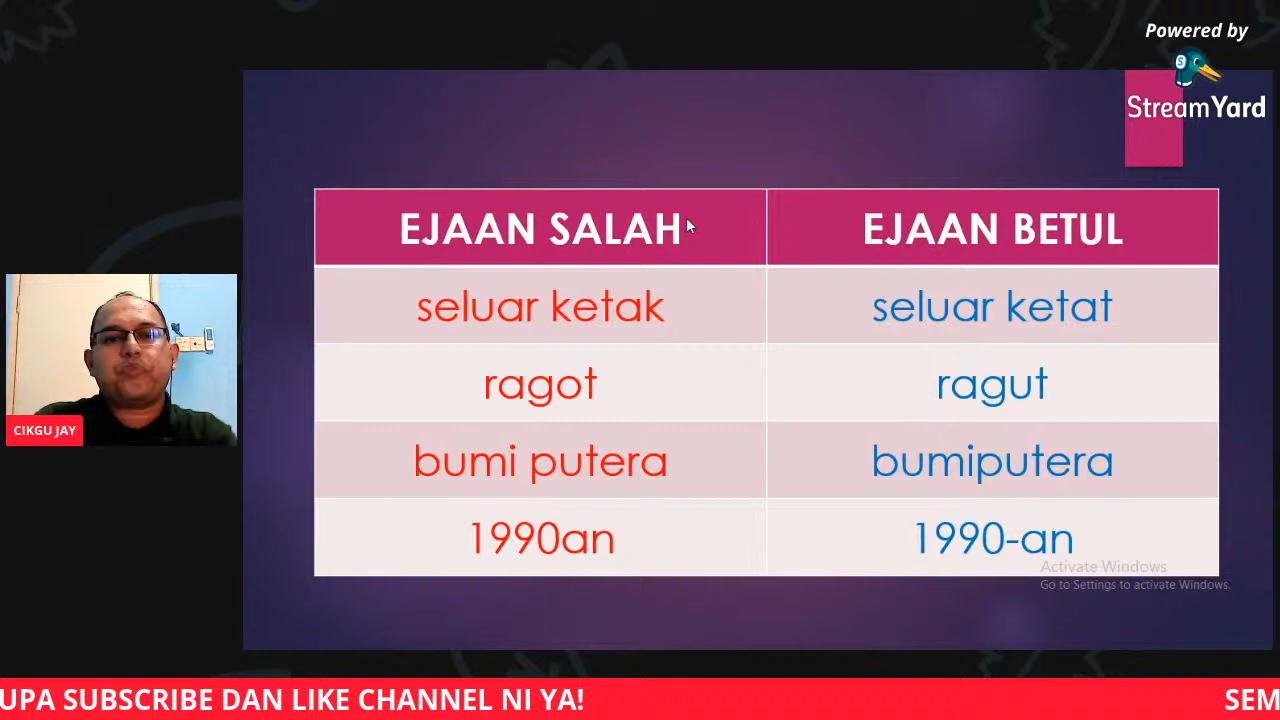 Powered by
StreamYard
EJAAN SALAH EJAAN BETUL
seluar ketak seluar ketat
ragot ragut
bumi putera bumiputera
1990an 1990-an
Activate Windows
Go to Settings to activate Windows.
CIKGU JAY
UPA SUBSCRIBE DAN LIKE CHANNEL NI YA! SEM